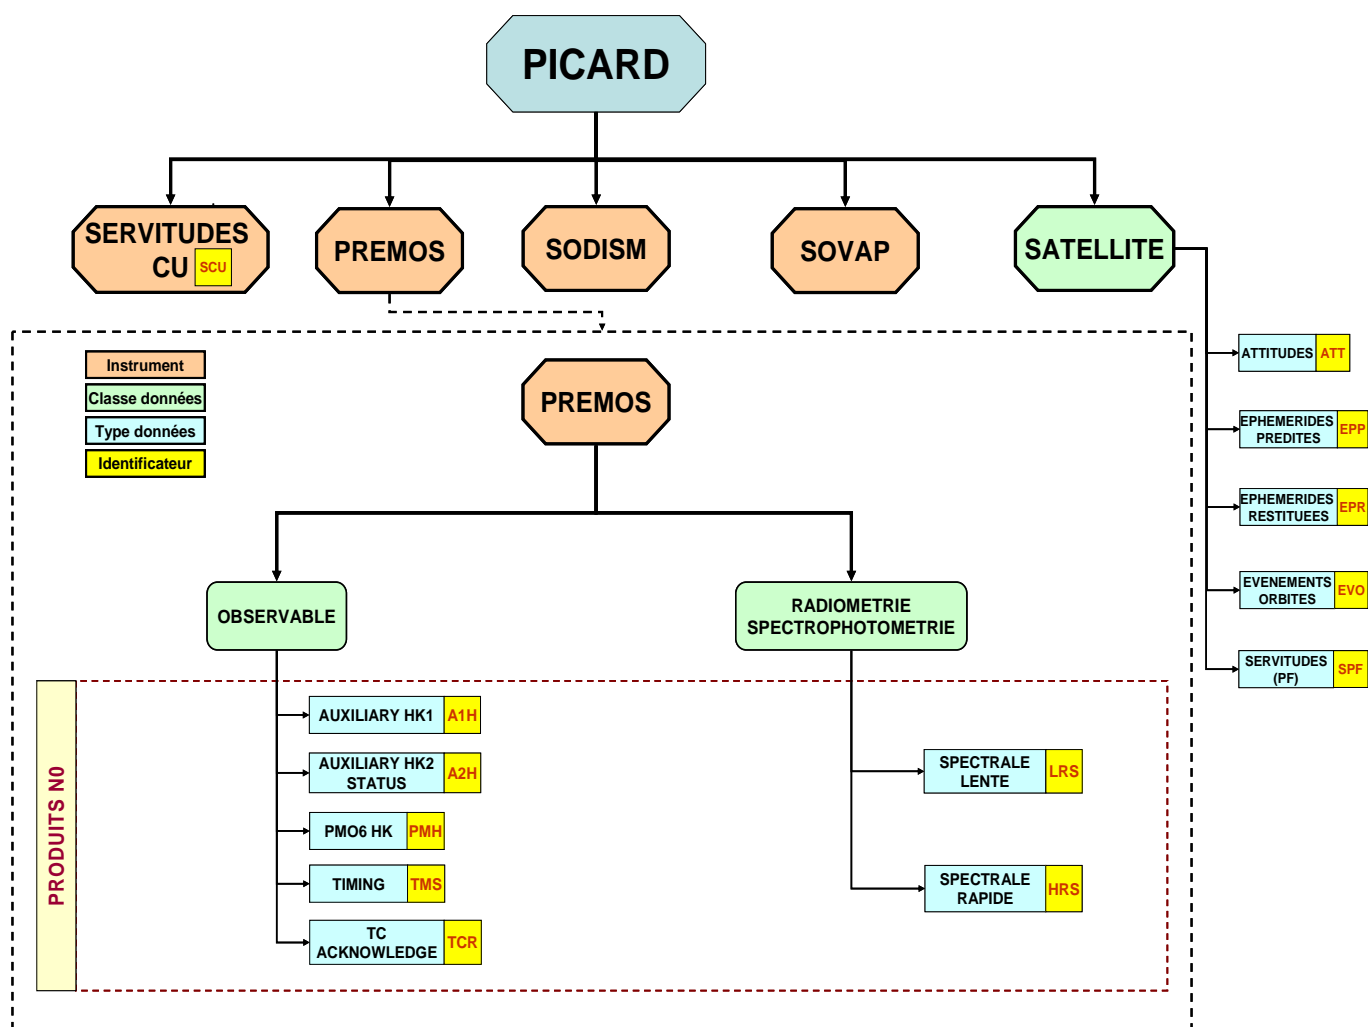 PICARD
SERVITUDES
CU SCU
PREMOS
SODISM
SOVAP
SATELLITE
Instrument
Classe données
Type données
Identificateur
PREMOS
ATTITUDES ATT
EPHEMERIDES
PREDITES
EPP
EPHEMERIDES
RESTITUEES
EPR
EVENEMENTS
ORBITES
EVO
SERVITUDES
(PF)
SPF
OBSERVABLE
RADIOMETRIE
SPECTROPHOTOMETRIE
PRODUITS N0
AUXILIARY HK1 A1H
AUXILIARY HK2
STATUS
A2H
PMO6 HK PMH
TIMING TMS
TC
ACKNOWLEDGE
TCR
SPECTRALE
LENTE
LRS
SPECTRALE
RAPIDE
HRS